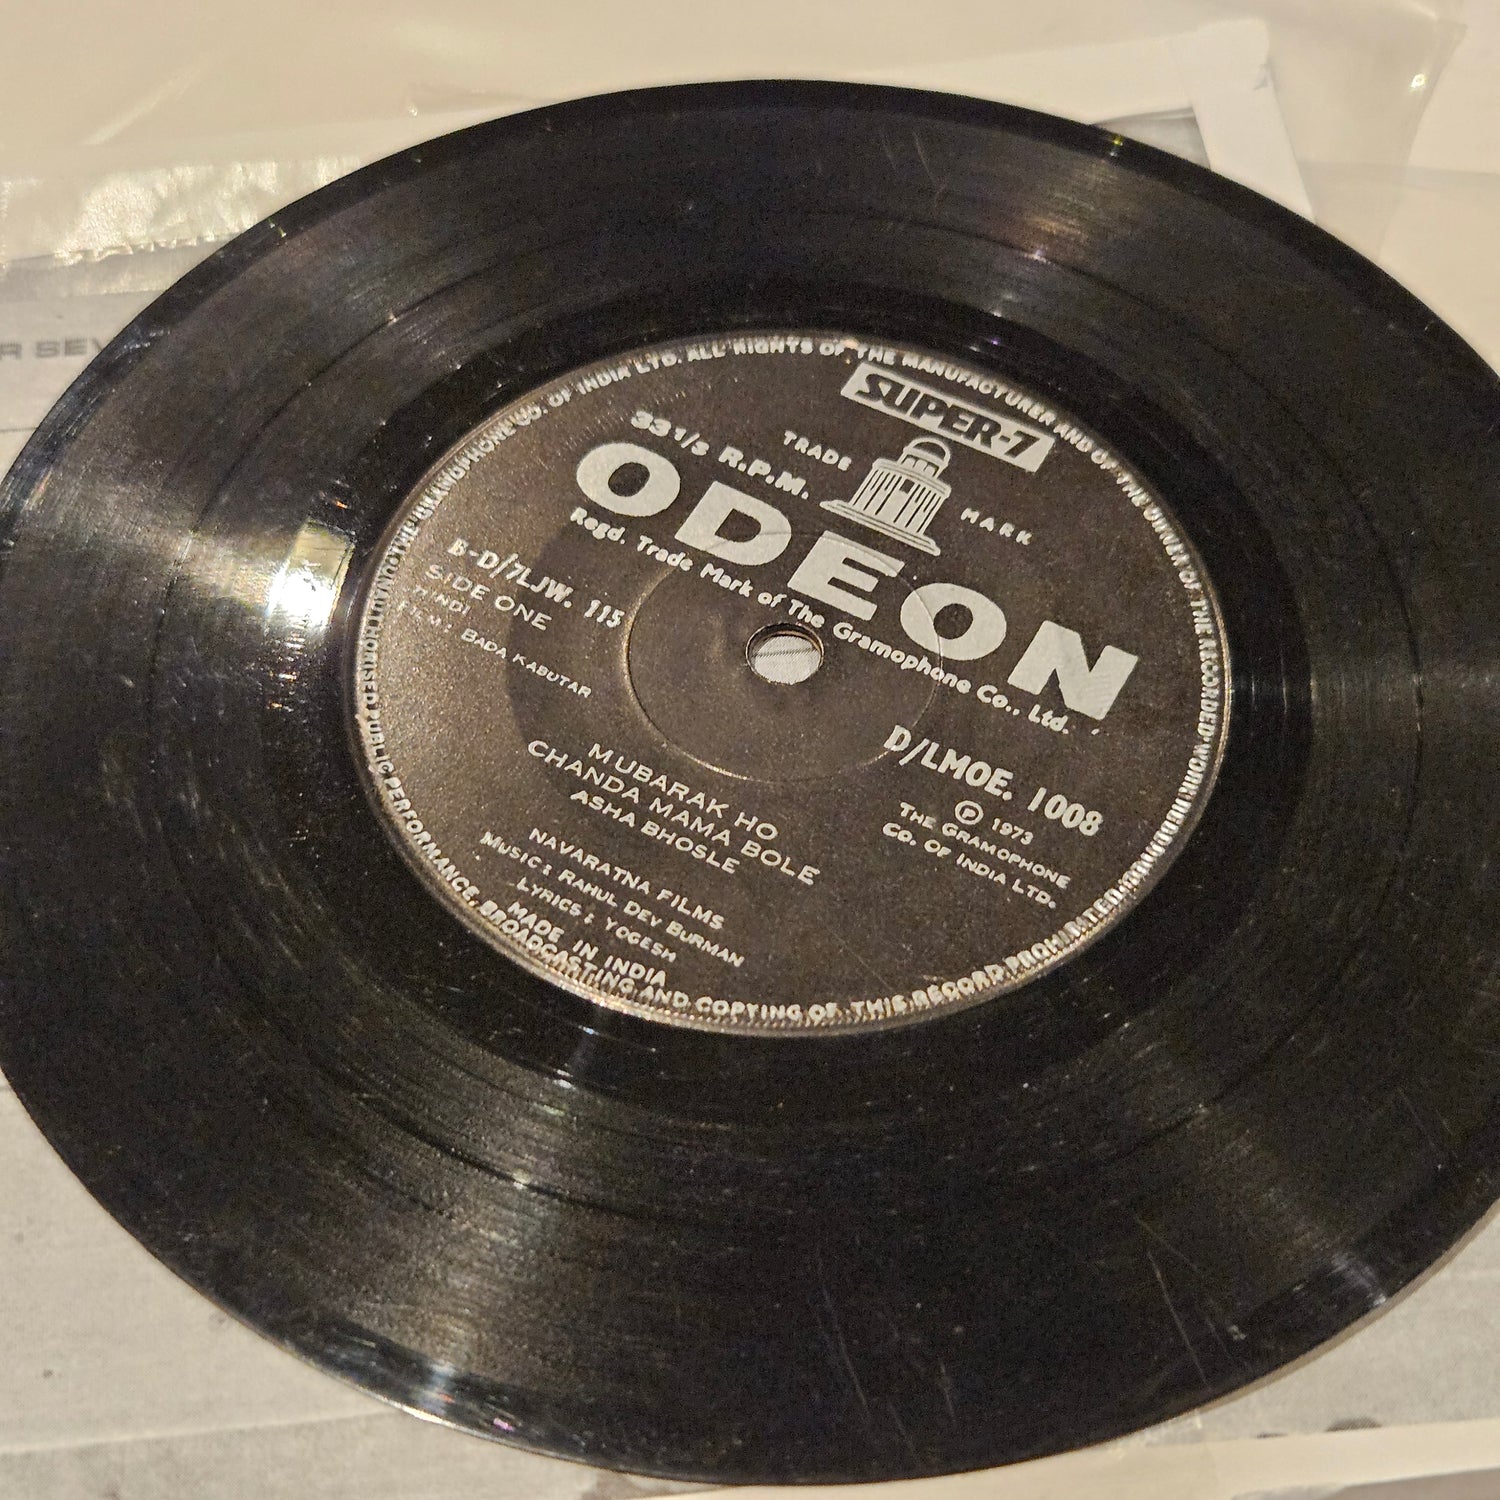 THE GRAMOPHONE CO. OF INDIA LTD. ALL RIGHTS OF THE MANUFACTURER AND OF THE OWNER OF THE RECORDED WORK RESERVED. UNAUTHORISED PUBLIC PERFORMANCE, BROADCASTING AND COPYING OF THIS RECORD PROHIBITED.
SUPER-7
33 1/3 R.P.M.
TRADE MARK
ODEON
Regd. Trade Mark of The Gramophone Co., Ltd.
B-D/7LJW. 115
SIDE ONE
HINDI
FILM: BADA KABUTAR
D/LMOE. 1008
Ⓟ 1973
THE GRAMOPHONE
CO. OF INDIA LTD.
MUBARAK HO
CHANDA MAMA BOLE
ASHA BHOSLE
NAVARATNA FILMS
MUSIC: RAHUL DEV BURMAN
LYRICS: YOGESH
MADE IN INDIA